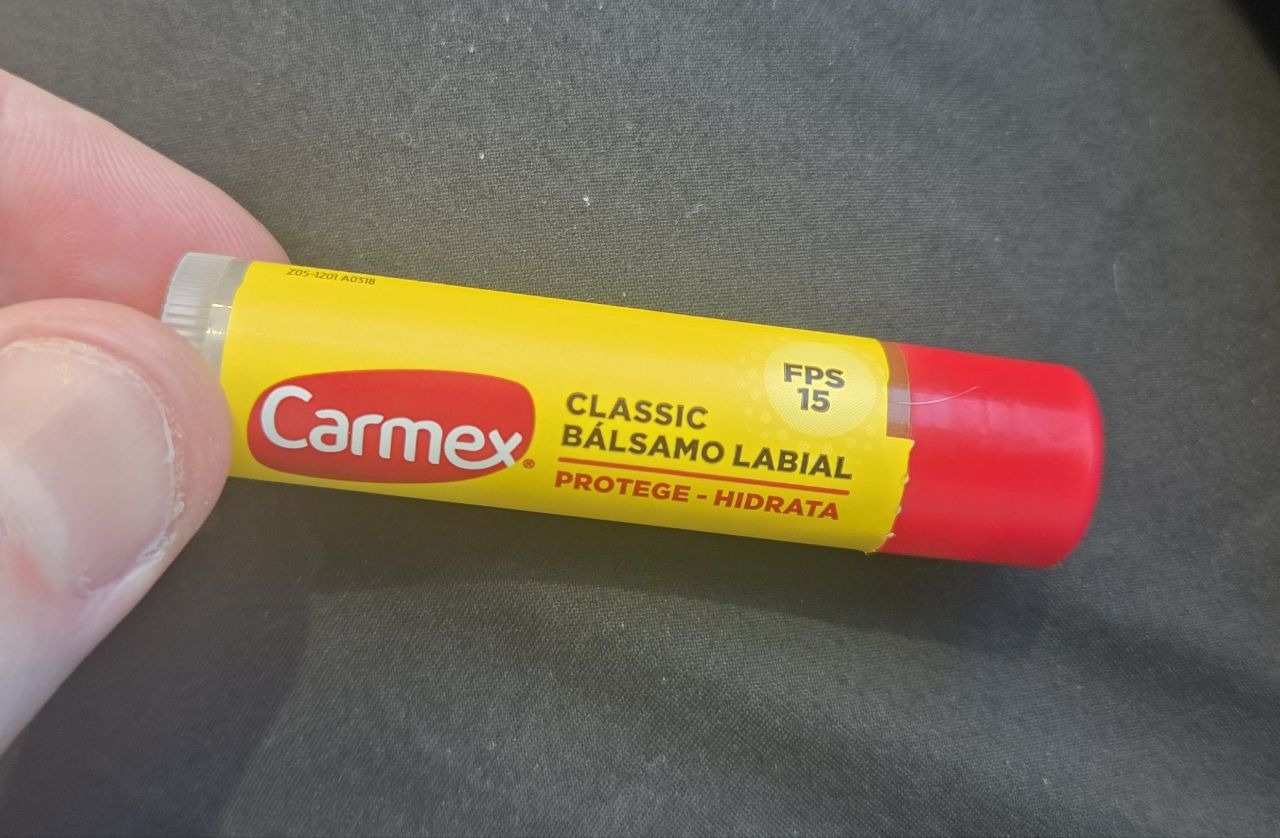 Z05-1201 A0318
Carmex®
CLASSIC
BÁLSAMO LABIAL
PROTEGE - HIDRATA
FPS
15